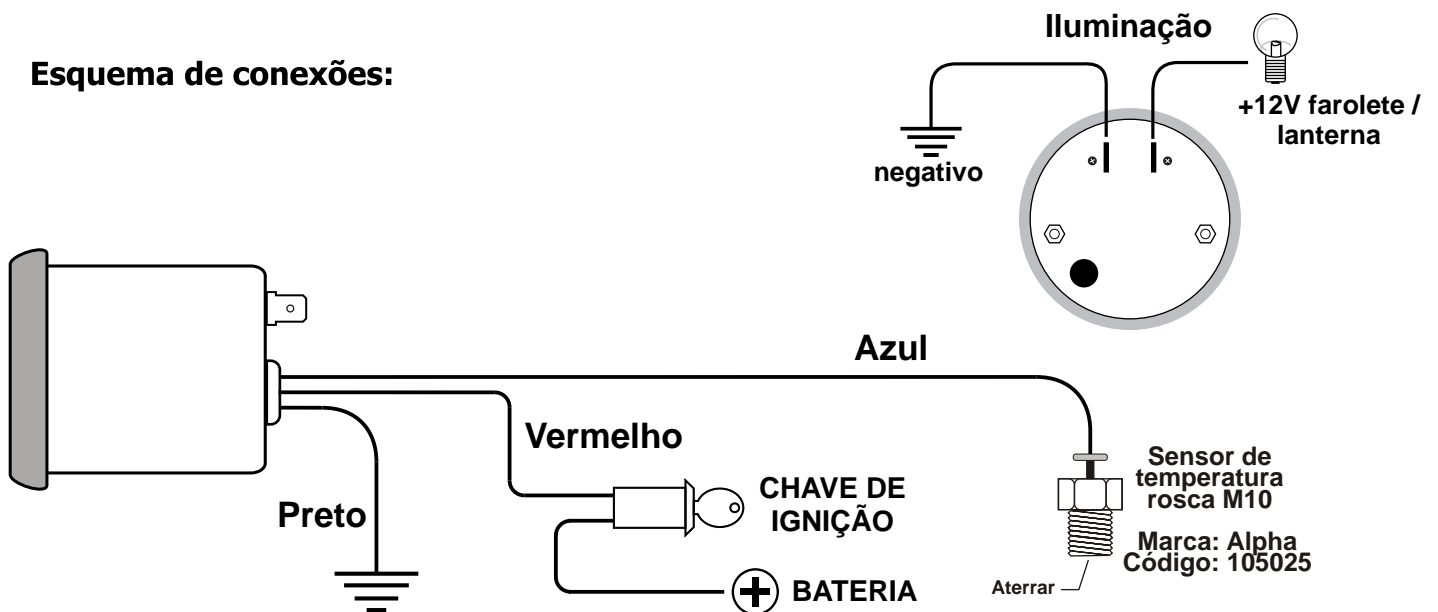 Esquema de conexões:
Iluminação
+12V farolete /
lanterna
negativo
Azul
Vermelho
Preto
CHAVE DE
IGNIÇÃO
BATERIA
Sensor de
temperatura
rosca M10
Marca: Alpha
Código: 105025
Aterrar